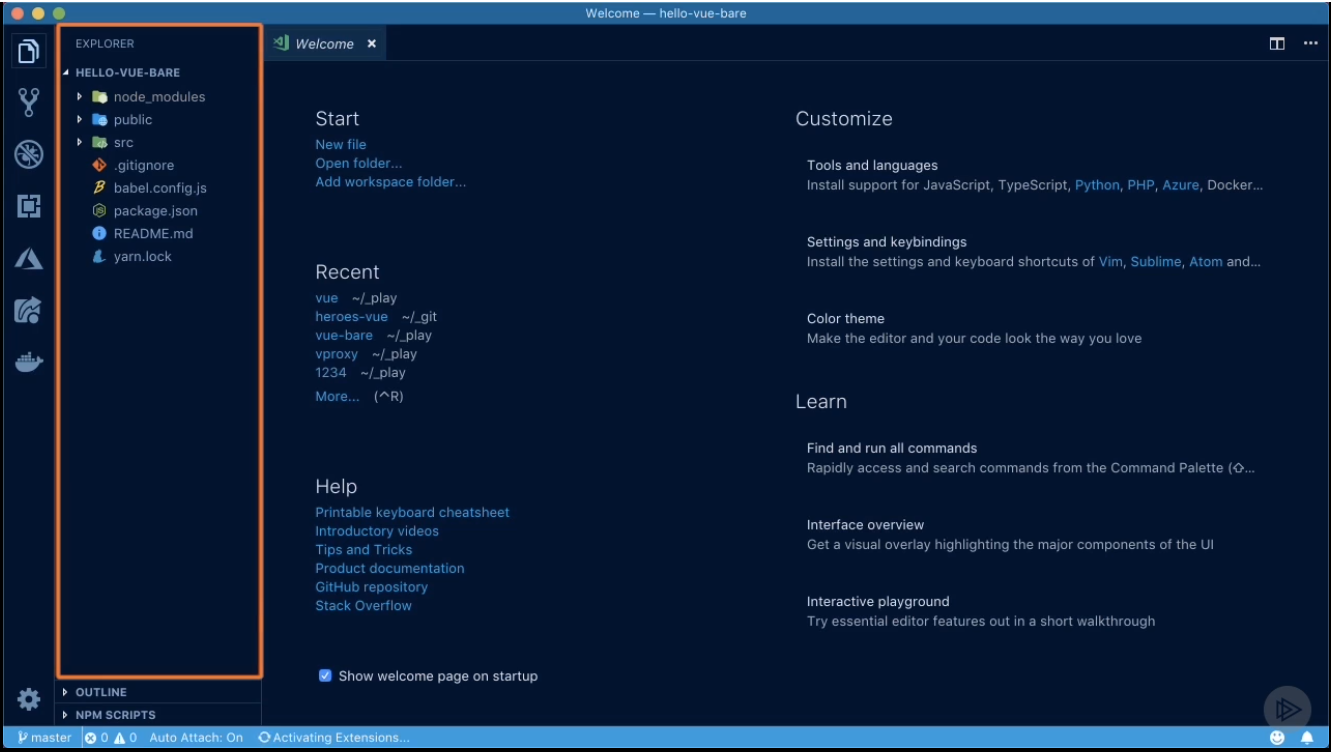 Welcome — hello-vue-bare
EXPLORER
HELLO-VUE-BARE
node_modules
public
src
.gitignore
babel.config.js
package.json
README.md
yarn.lock
OUTLINE
NPM SCRIPTS
Welcome ×
Start
New file
Open folder...
Add workspace folder...
Recent
vue ~/_play
heroes-vue ~/_git
vue-bare ~/_play
vproxy ~/_play
1234 ~/_play
More... (^R)
Help
Printable keyboard cheatsheet
Introductory videos
Tips and Tricks
Product documentation
GitHub repository
Stack Overflow
Show welcome page on startup
Customize
Tools and languages
Install support for JavaScript, TypeScript, Python, PHP, Azure, Docker...
Settings and keybindings
Install the settings and keyboard shortcuts of Vim, Sublime, Atom and...
Color theme
Make the editor and your code look the way you love
Learn
Find and run all commands
Rapidly access and search commands from the Command Palette (⇧...
Interface overview
Get a visual overlay highlighting the major components of the UI
Interactive playground
Try essential editor features out in a short walkthrough
master 0 0 Auto Attach: On Activating Extensions...